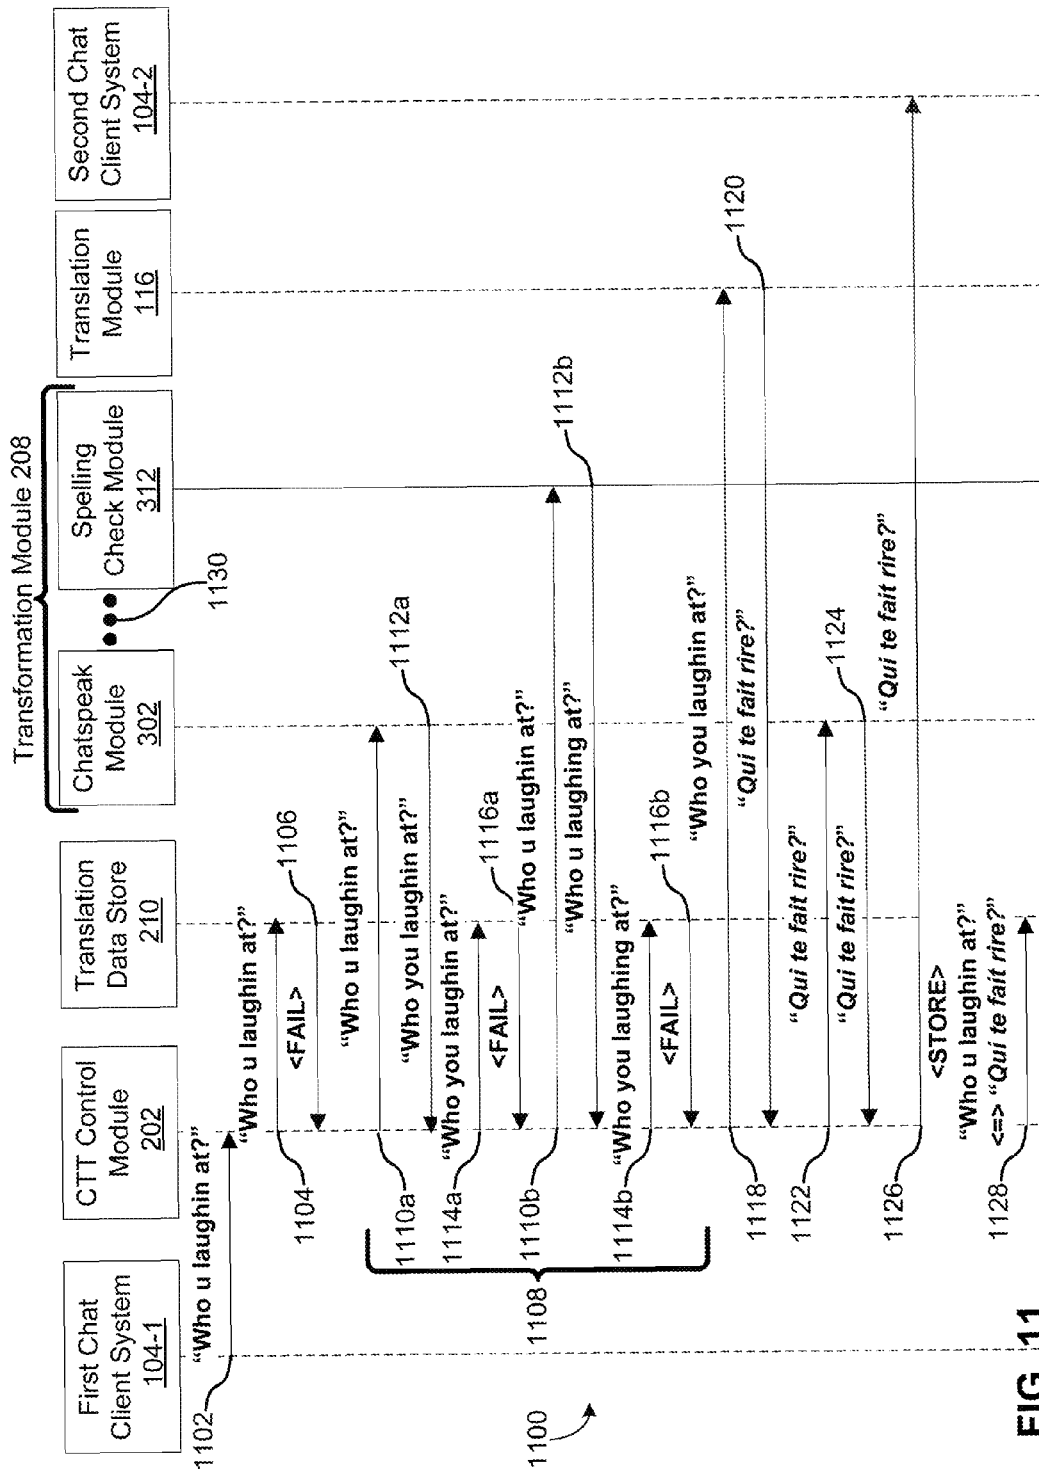 Transformation Module 208
First Chat
Client System
104-1
CTT Control
Module
202
Translation
Data Store
210
Chatspeak
Module
302
1130
Spelling
Check Module
312
Translation
Module
116
Second Chat
Client System
104-2
1102
“Who u laughin at?”
“Who u laughin at?”
1104
<FAIL>
1106
“Who u laughin at?”
1110a
“Who you laughin at?”
1112a
“Who you laughin at?”
1114a
<FAIL>
1116a
“Who u laughin at?”
1110b
“Who u laughing at?”
1112b
“Who you laughing at?”
1114b
<FAIL>
1116b
1108
“Who you laughin at?”
1118
“Qui te fait rire?”
1120
“Qui te fait rire?”
1122
“Qui te fait rire?”
1124
“Qui te fait rire?”
1126
<STORE>
“Who u laughin at?”
<=> “Qui te fait rire?”
1128
1100
FIG. 11